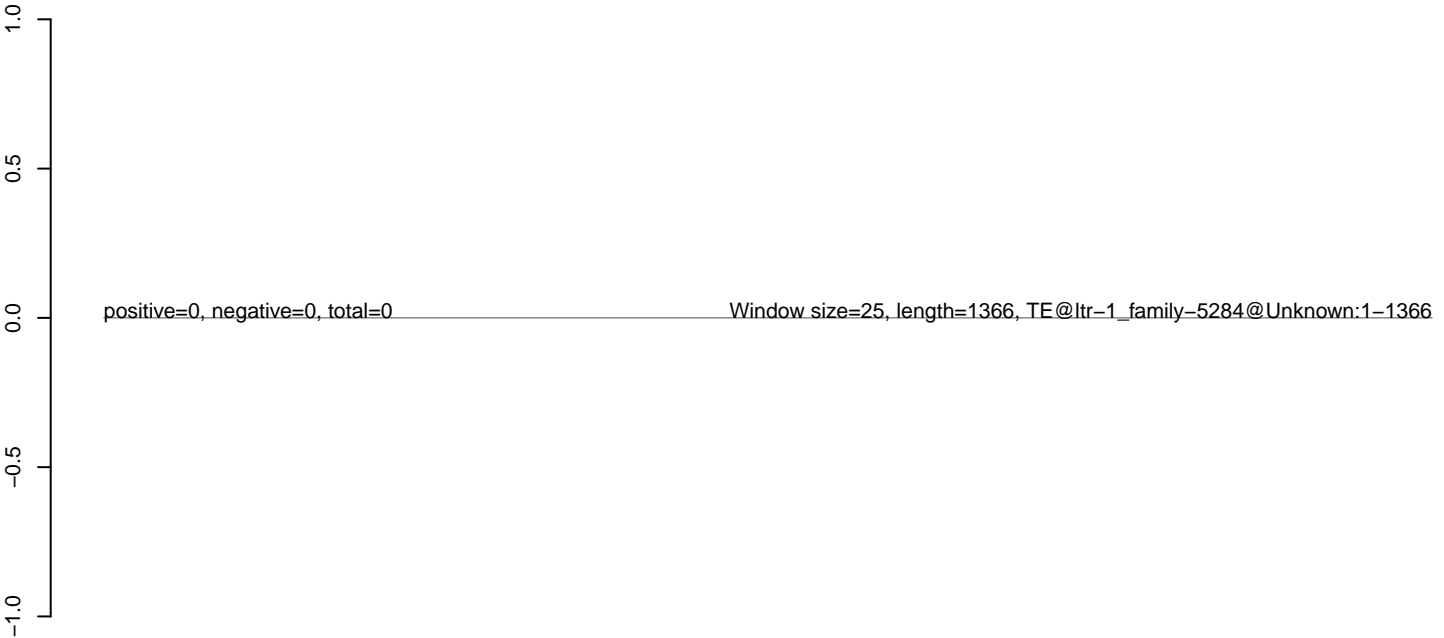 1.0
0.5
0.0
positive=0, negative=0, total=0
Window size=25, length=1366, TE@ltr−1_family−5284@Unknown:1−1366
−0.5
−1.0